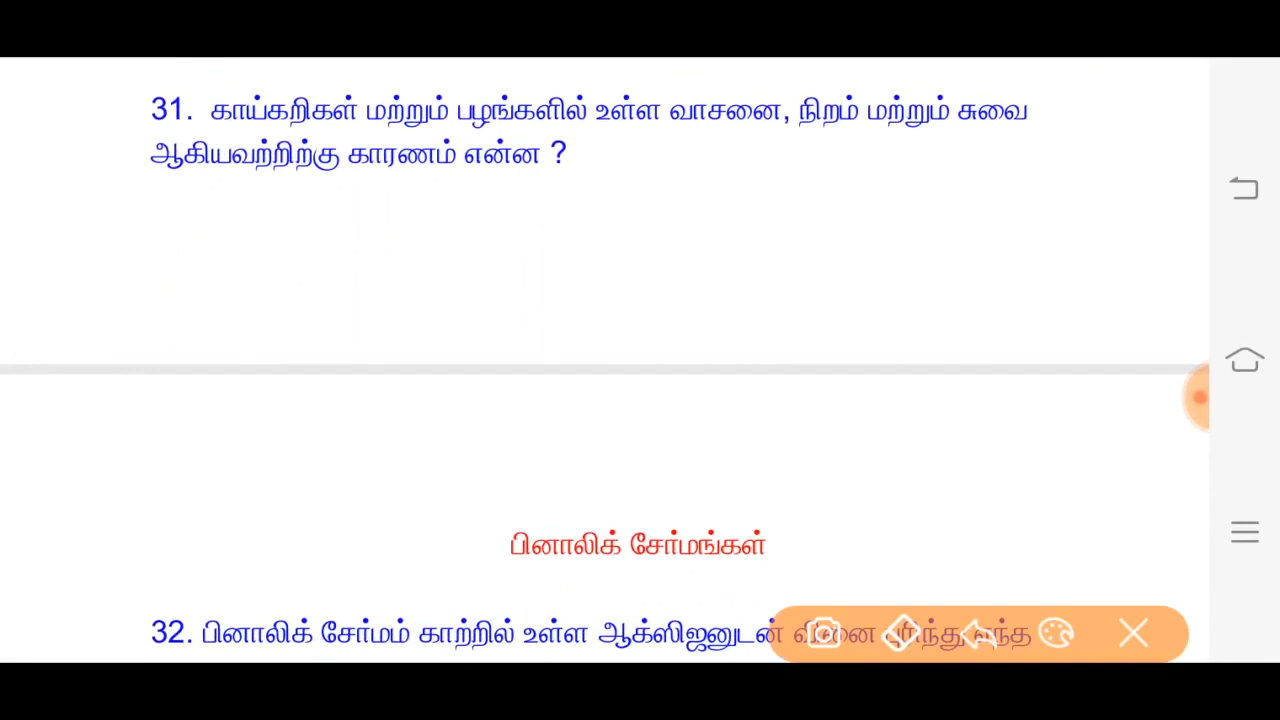 31. காய்கறிகள் மற்றும் பழங்களில் உள்ள வாசனை, நிறம் மற்றும் சுவை
ஆகியவற்றிற்கு காரணம் என்ன ?
பினாலிக் சேர்மங்கள்
32. பினாலிக் சேர்மம் காற்றில் உள்ள ஆக்ஸிஜனுடன் வினை புரிந்து எந்த